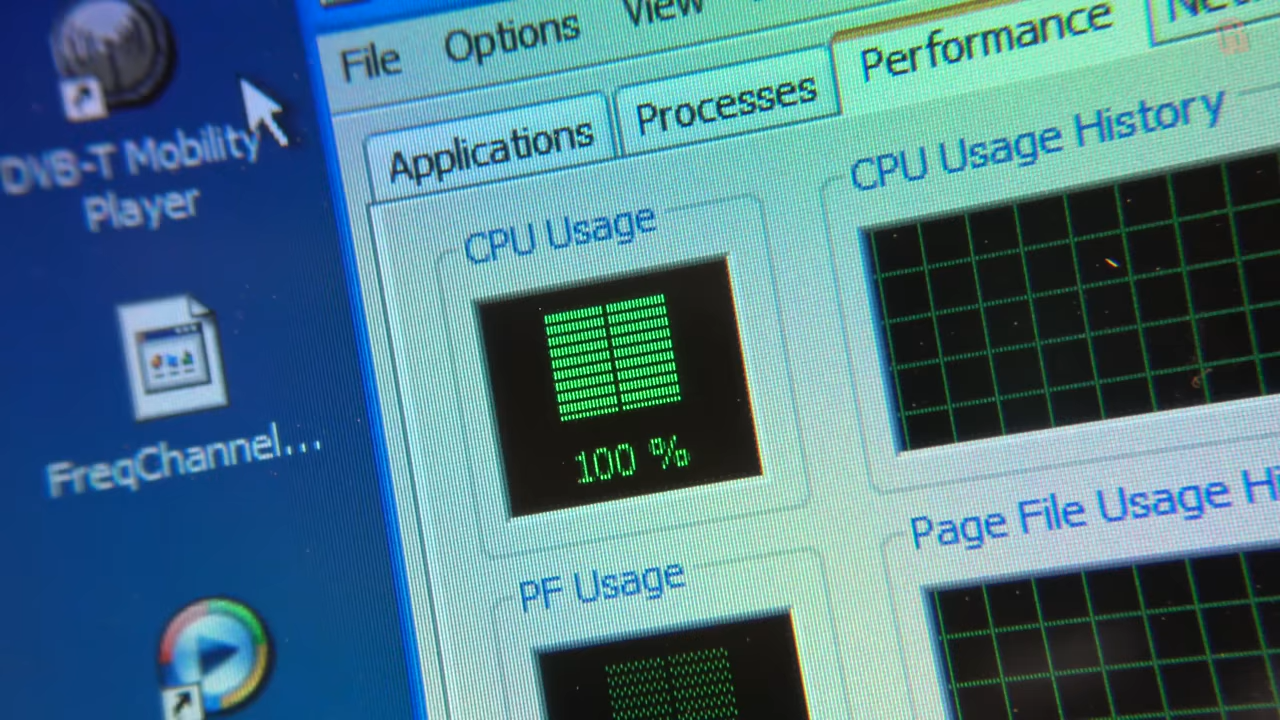 File Options View
Applications Processes Performance
CPU Usage
CPU Usage History
100 %
PF Usage
Page File Usage Hi
DVB-T Mobility
Player
FreqChannel...